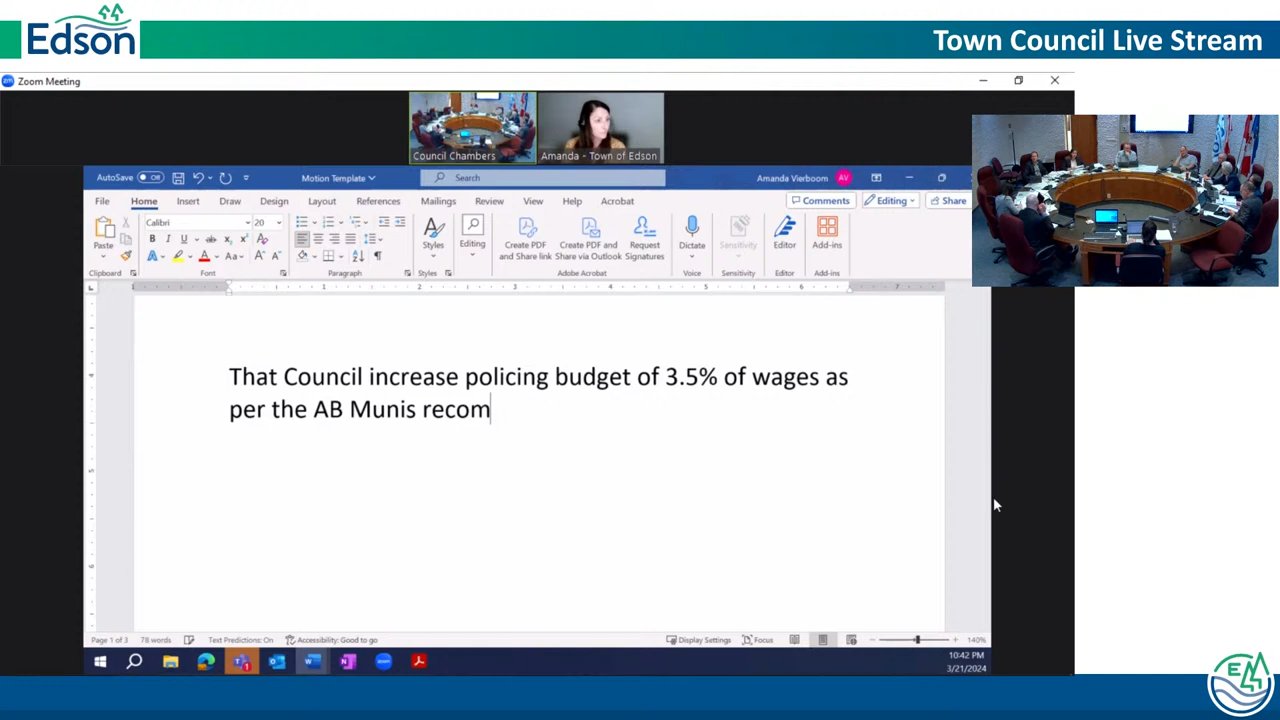 Edson
Town Council Live Stream
Zoom Meeting
Council Chambers
Amanda - Town of Edson
AutoSave Off
Motion Template
Search
Amanda Vierboom AV
File Home Insert Draw Design Layout References Mailings Review View Help Acrobat
Comments Editing Share
Paste
Calibri 20
Styles
Editing
Create PDF and Share link
Create PDF and Share via Outlook
Request Signatures
Dictate
Sensitivity
Editor
Add-ins
Clipboard Font Paragraph Styles Adobe Acrobat Voice Sensitivity Editor Add-ins
That Council increase policing budget of 3.5% of wages as
per the AB Munis recom
Page 1 of 3 78 words Text Predictions: On Accessibility: Good to go Display Settings Focus 140%
10:42 PM
3/21/2024